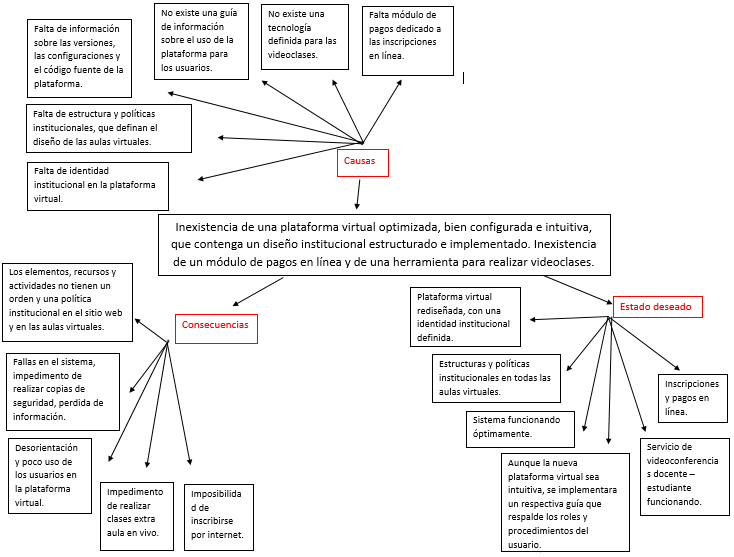 Falta de información
sobre las versiones,
las configuraciones y
el código fuente de la
plataforma.
No existe una guía
de información
sobre el uso de la
plataforma para
los usuarios.
No existe una
tecnología
definida para las
videoclases.
Falta módulo de
pagos dedicado a
las inscripciones
en línea.
Falta de estructura y políticas
institucionales, que definan el
diseño de las aulas virtuales.
Falta de identidad
institucional en la plataforma
virtual.
Causas
Inexistencia de una plataforma virtual optimizada, bien configurada e intuitiva,
que contenga un diseño institucional estructurado e implementado. Inexistencia
de un módulo de pagos en línea y de una herramienta para realizar videoclases.
Consecuencias
Los elementos, recursos y
actividades no tienen un
orden y una política
institucional en el sitio web
y en las aulas virtuales.
Fallas en el sistema,
impedimento de
realizar copias de
seguridad, perdida de
información.
Desorientación
y poco uso de
los usuarios en
la plataforma
virtual.
Impedimento
de realizar
clases extra
aula en vivo.
Imposibilida
d de
inscribirse
por internet.
Estado deseado
Plataforma virtual
rediseñada, con una
identidad institucional
definida.
Estructuras y políticas
institucionales en todas las
aulas virtuales.
Sistema funcionando
óptimamente.
Aunque la nueva
plataforma virtual sea
intuitiva, se implementara
un respectiva guía que
respalde los roles y
procedimientos del
usuario.
Servicio de
videoconferencia
s docente –
estudiante
funcionando.
Inscripciones
y pagos en
línea.